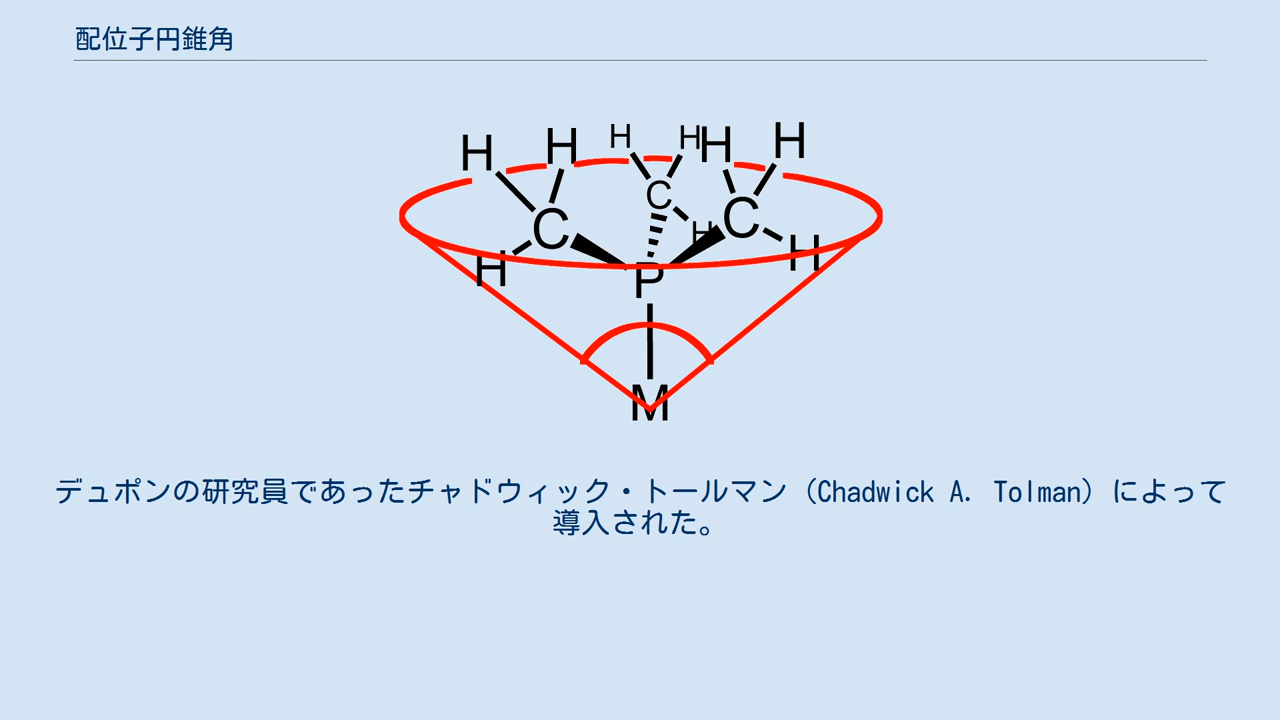 配位子円錐角
H H H H H H
C C C
H H H
P
M
デュポンの研究員であったチャドウィック・トールマン（Chadwick A. Tolman）によって
導入された。